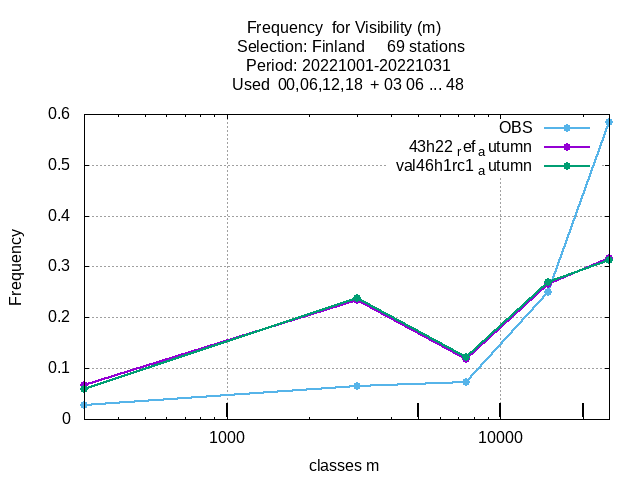 Frequency for Visibility (m)
Selection: Finland 69 stations
Period: 20221001-20221031
Used 00,06,12,18 + 03 06 ... 48
0.6
0.5
0.4
0.3
0.2
0.1
0
Frequency
OBS
43h22 ref a utumn
val46h1rc1 a utumn
1000
10000
classes m